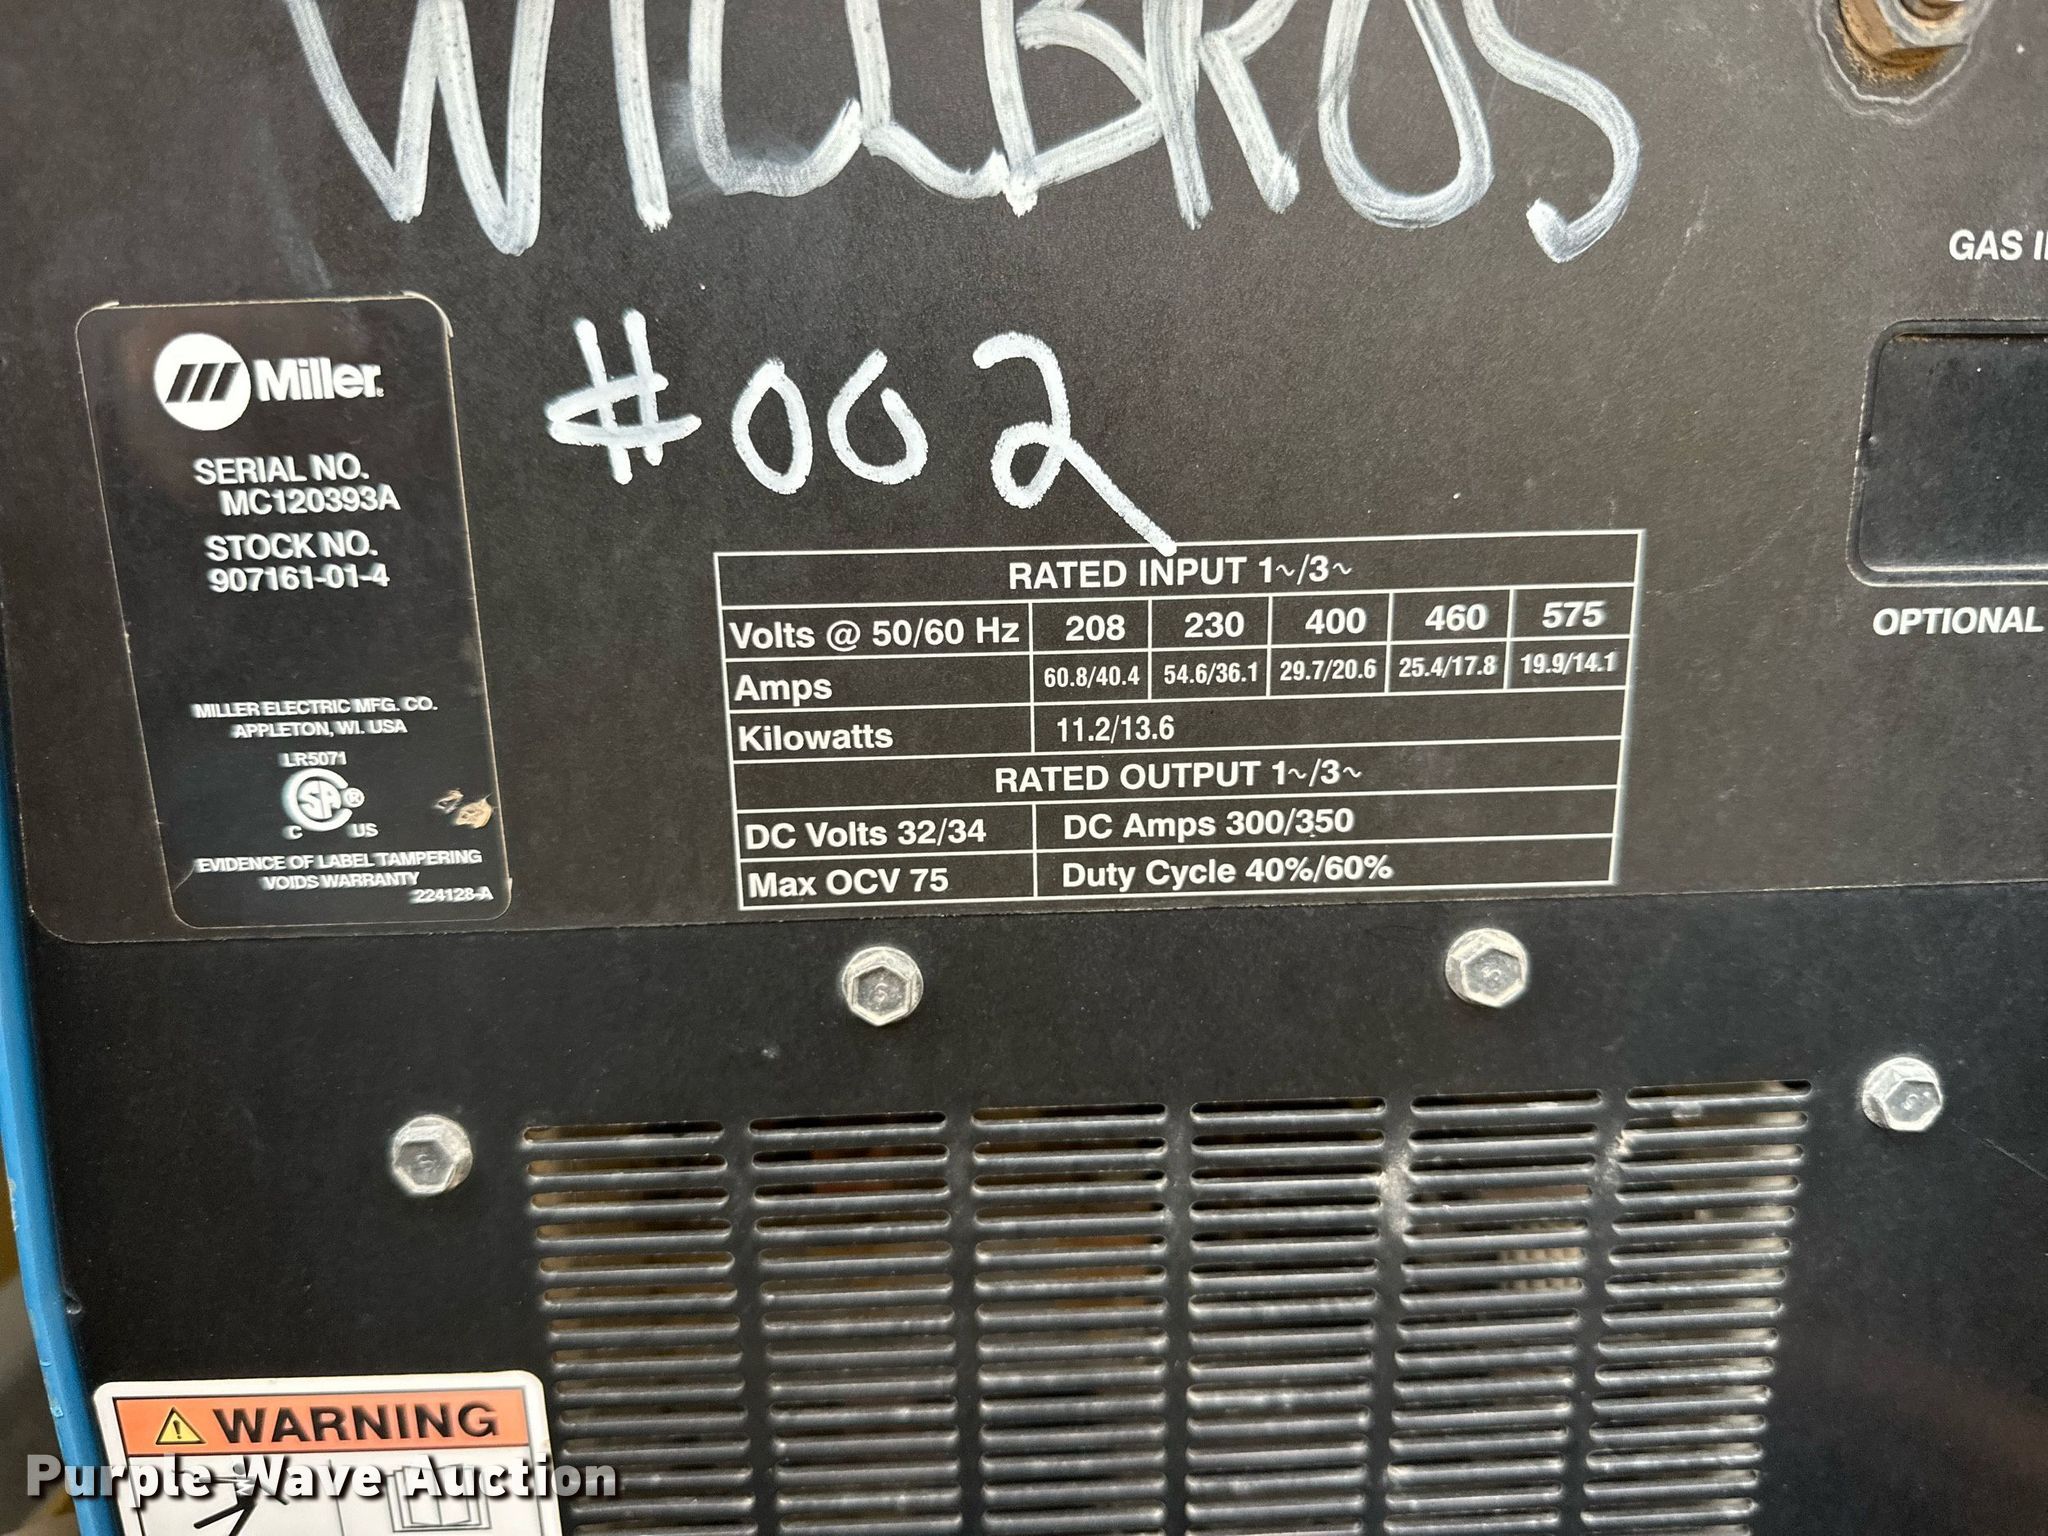 WILLBROS
GAS I
#002
Miller.
SERIAL NO.
MC120393A
STOCK NO.
907161-01-4
MILLER ELECTRIC MFG. CO.
APPLETON, WI. USA
LR5071
CSA®
C US
EVIDENCE OF LABEL TAMPERING
VOIDS WARRANTY
224128-A
RATED INPUT 1~/3~
Volts @ 50/60 Hz 208 230 400 460 575
Amps 60.8/40.4 54.6/36.1 29.7/20.6 25.4/17.8 19.9/14.1
Kilowatts 11.2/13.6
RATED OUTPUT 1~/3~
DC Volts 32/34 DC Amps 300/350
Max OCV 75 Duty Cycle 40%/60%
OPTIONAL
WARNING
Purple Wave Auction